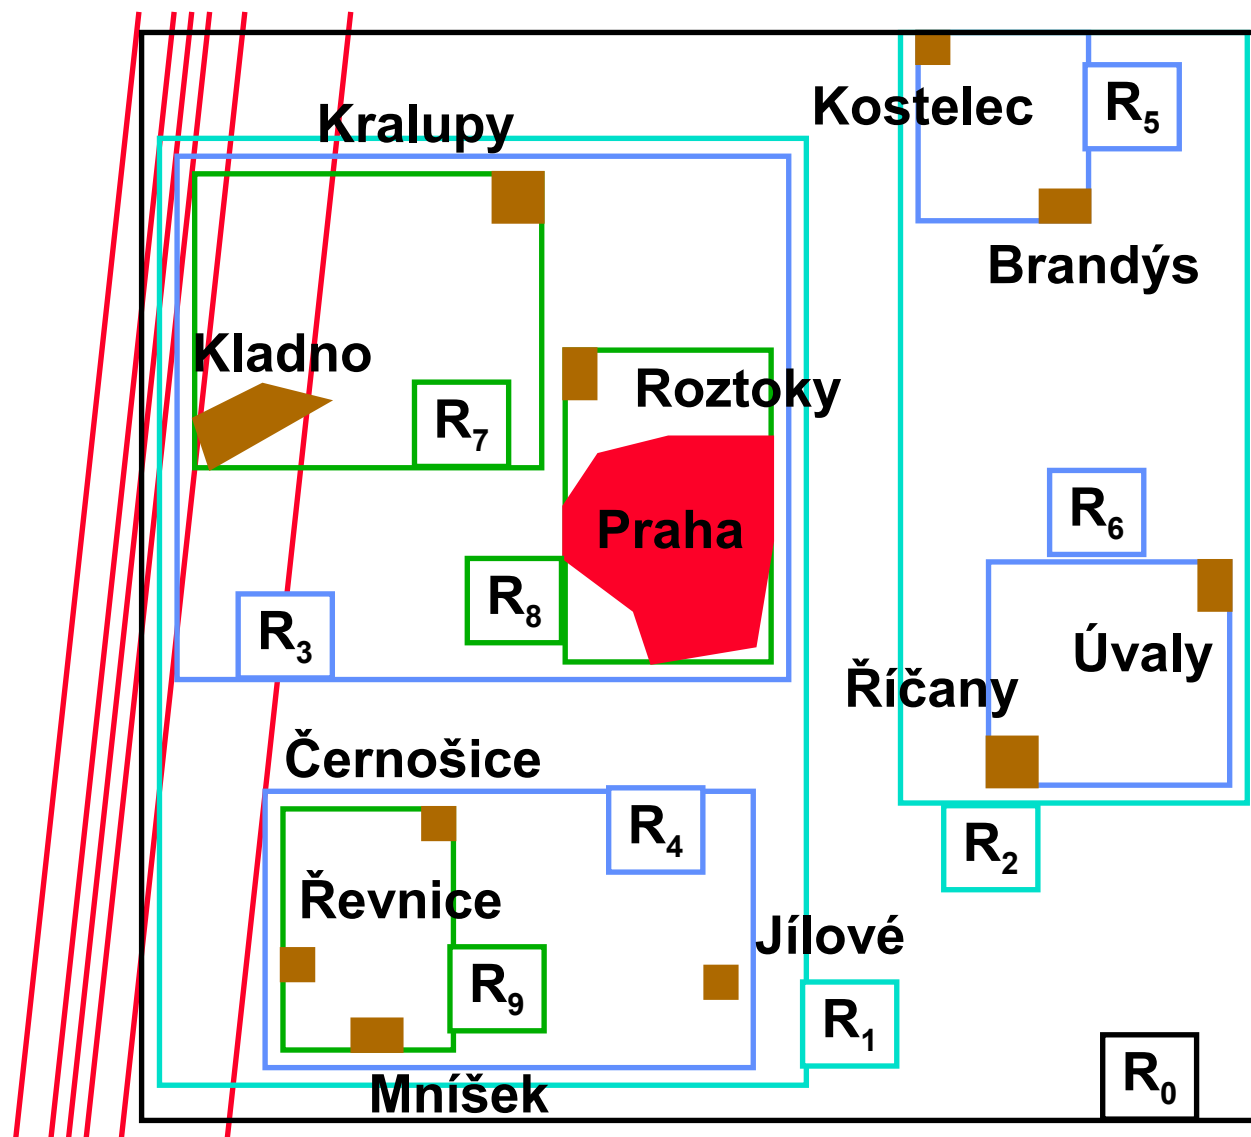 Kralupy
Kostelec
R5
Brandýs
Kladno
Roztoky
R7
Praha
R6
R8
R3
Úvaly
Říčany
Černošice
R4
R2
Řevnice
Jílové
R9
R1
R0
Mníšek